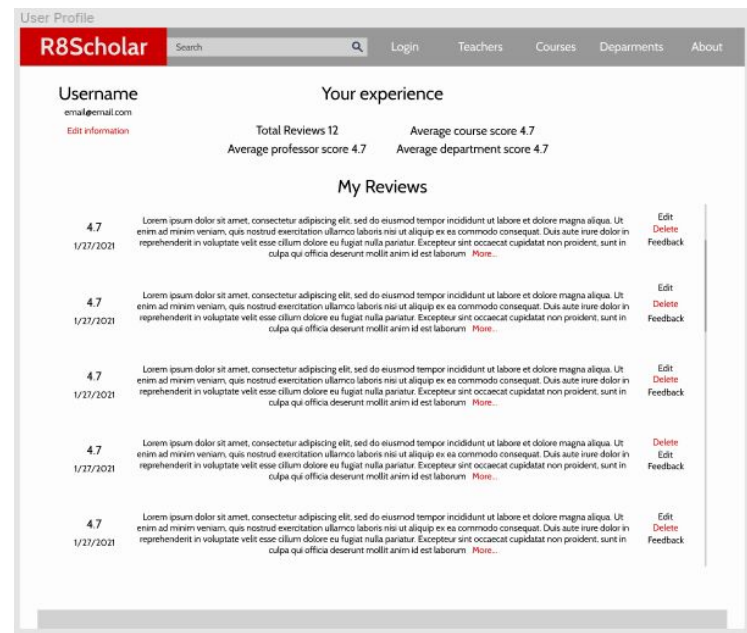 User Profile
R8Scholar
Search
Login
Teachers
Courses
Deparments
About
Username
email@email.com
Edit information
Your experience
Total Reviews 12
Average course score 4.7
Average professor score 4.7
Average department score 4.7
My Reviews
4.7
1/27/2021
Lorem ipsum dolor sit amet, consectetur adipiscing elit, sed do eiusmod tempor incididunt ut labore et dolore magna aliqua. Ut
enim ad minim veniam, quis nostrud exercitation ullamco laboris nisi ut aliquip ex ea commodo consequat. Duis aute irure dolor in
reprehenderit in voluptate velit esse cillum dolore eu fugiat nulla pariatur. Excepteur sint occaecat cupidatat non proident, sunt in
culpa qui officia deserunt mollit anim id est laborum More...
Edit
Delete
Feedback
4.7
1/27/2021
Lorem ipsum dolor sit amet, consectetur adipiscing elit, sed do eiusmod tempor incididunt ut labore et dolore magna aliqua. Ut
enim ad minim veniam, quis nostrud exercitation ullamco laboris nisi ut aliquip ex ea commodo consequat. Duis aute irure dolor in
reprehenderit in voluptate velit esse cillum dolore eu fugiat nulla pariatur. Excepteur sint occaecat cupidatat non proident, sunt in
culpa qui officia deserunt mollit anim id est laborum More...
Edit
Delete
Feedback
4.7
1/27/2021
Lorem ipsum dolor sit amet, consectetur adipiscing elit, sed do eiusmod tempor incididunt ut labore et dolore magna aliqua. Ut
enim ad minim veniam, quis nostrud exercitation ullamco laboris nisi ut aliquip ex ea commodo consequat. Duis aute irure dolor in
reprehenderit in voluptate velit esse cillum dolore eu fugiat nulla pariatur. Excepteur sint occaecat cupidatat non proident, sunt in
culpa qui officia deserunt mollit anim id est laborum More...
Edit
Delete
Feedback
4.7
1/27/2021
Lorem ipsum dolor sit amet, consectetur adipiscing elit, sed do eiusmod tempor incididunt ut labore et dolore magna aliqua. Ut
enim ad minim veniam, quis nostrud exercitation ullamco laboris nisi ut aliquip ex ea commodo consequat. Duis aute irure dolor in
reprehenderit in voluptate velit esse cillum dolore eu fugiat nulla pariatur. Excepteur sint occaecat cupidatat non proident, sunt in
culpa qui officia deserunt mollit anim id est laborum More...
Delete
Edit
Feedback
4.7
1/27/2021
Lorem ipsum dolor sit amet, consectetur adipiscing elit, sed do eiusmod tempor incididunt ut labore et dolore magna aliqua. Ut
enim ad minim veniam, quis nostrud exercitation ullamco laboris nisi ut aliquip ex ea commodo consequat. Duis aute irure dolor in
reprehenderit in voluptate velit esse cillum dolore eu fugiat nulla pariatur. Excepteur sint occaecat cupidatat non proident, sunt in
culpa qui officia deserunt mollit anim id est laborum More...
Edit
Delete
Feedback